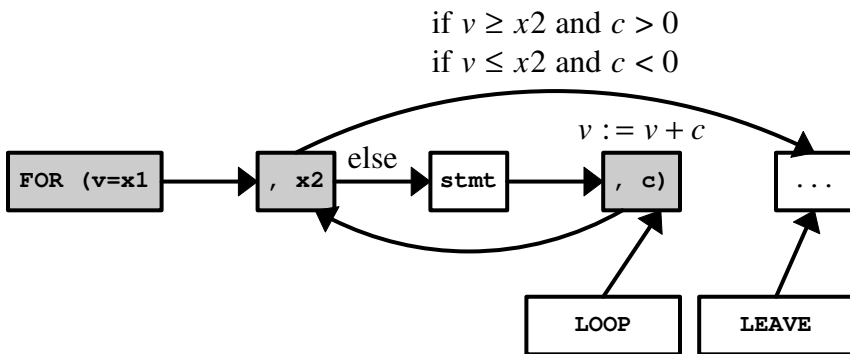 if v ≥ x2 and c > 0
if v ≤ x2 and c < 0
v := v + c
FOR (v=x1
, x2
else
stmt
, c)
...
LOOP
LEAVE